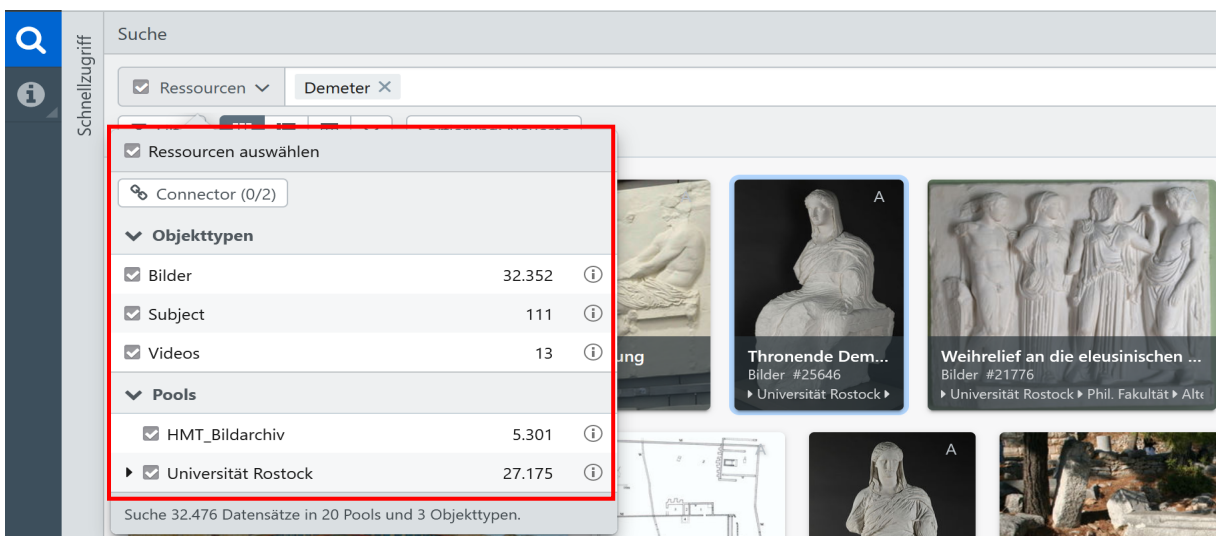 Schnellzugriff
Suche
Ressourcen
Demeter
Ressourcen auswählen
Connector (0/2)
Objekttypen
Bilder 32.352
Subject 111
Videos 13
Pools
HMT_Bildarchiv 5.301
Universität Rostock 27.175
Suche 32.476 Datensätze in 20 Pools und 3 Objekttypen.
ung
A
Thronende Dem...
Bilder #25646
Universität Rostock
Weihrelief an die eleusinischen ...
Bilder #21776
Universität Rostock Phil. Fakultät Alte
A